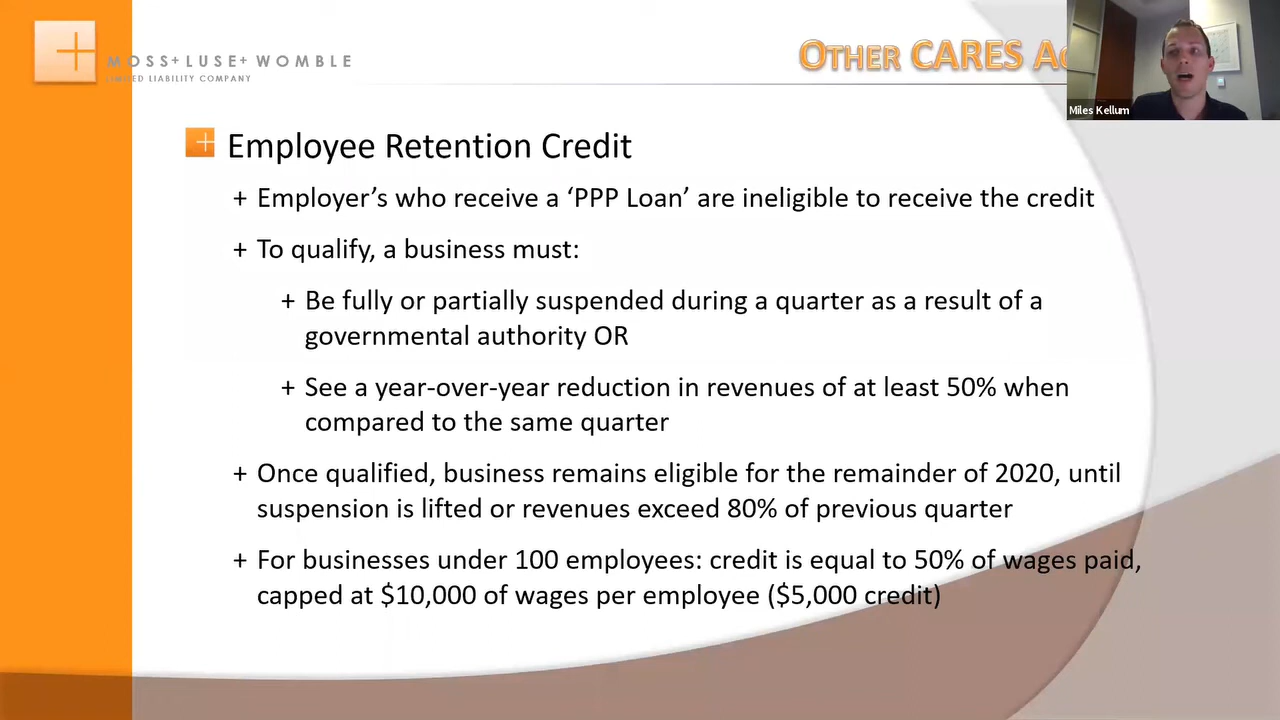 MOSS+LUSE+WOMBLE
LIMITED LIABILITY COMPANY
OTHER CARES
Miles Kellum
Employee Retention Credit
+ Employer's who receive a ‘PPP Loan’ are ineligible to receive the credit
+ To qualify, a business must:
+ Be fully or partially suspended during a quarter as a result of a
governmental authority OR
+ See a year-over-year reduction in revenues of at least 50% when
compared to the same quarter
+ Once qualified, business remains eligible for the remainder of 2020, until
suspension is lifted or revenues exceed 80% of previous quarter
+ For businesses under 100 employees: credit is equal to 50% of wages paid,
capped at $10,000 of wages per employee ($5,000 credit)